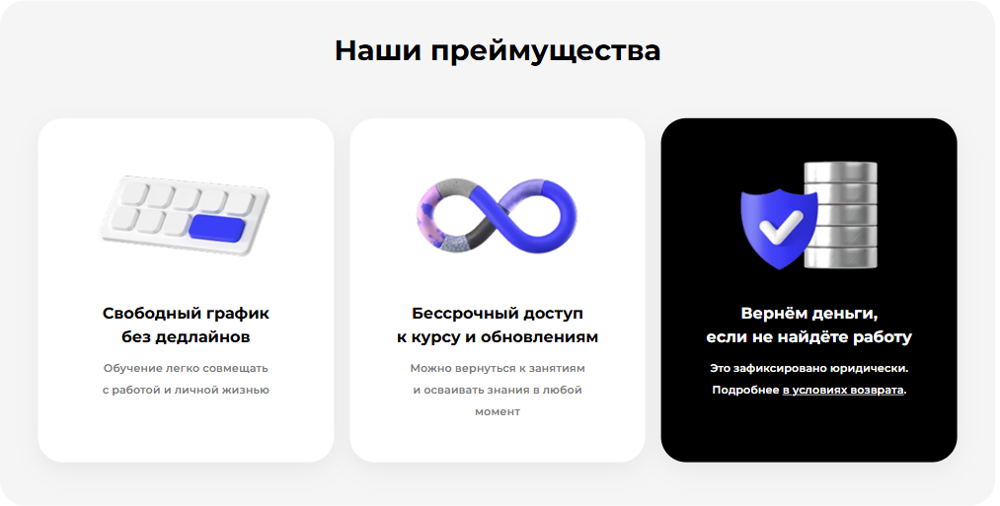 Наши преймущества
Свободный график
без дедлайнов
Обучение легко совмещать
с работой и личной жизнью
Бессрочный доступ
к курсу и обновлениям
Можно вернуться к занятиям
и осваивать знания в любой
момент
Вернём деньги,
если не найдёте работу
Это зафиксировано юридически.
Подробнее в условиях возврата.